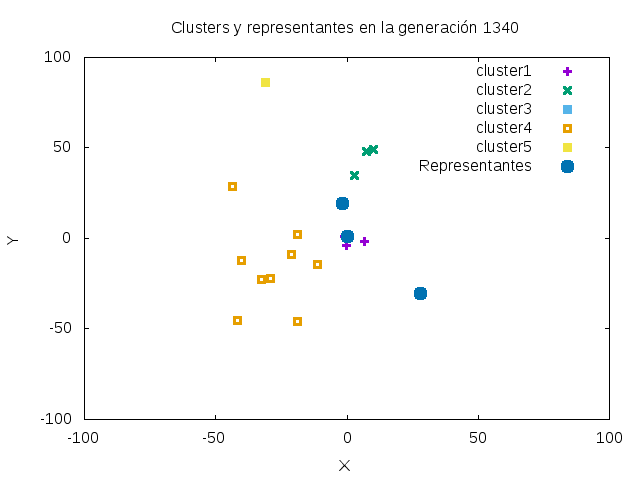 Clusters y representantes en la generación 1340
100
50
0
-50
-100
-100
-50
0
50
100
Y
X
cluster1
cluster2
cluster3
cluster4
cluster5
Representantes